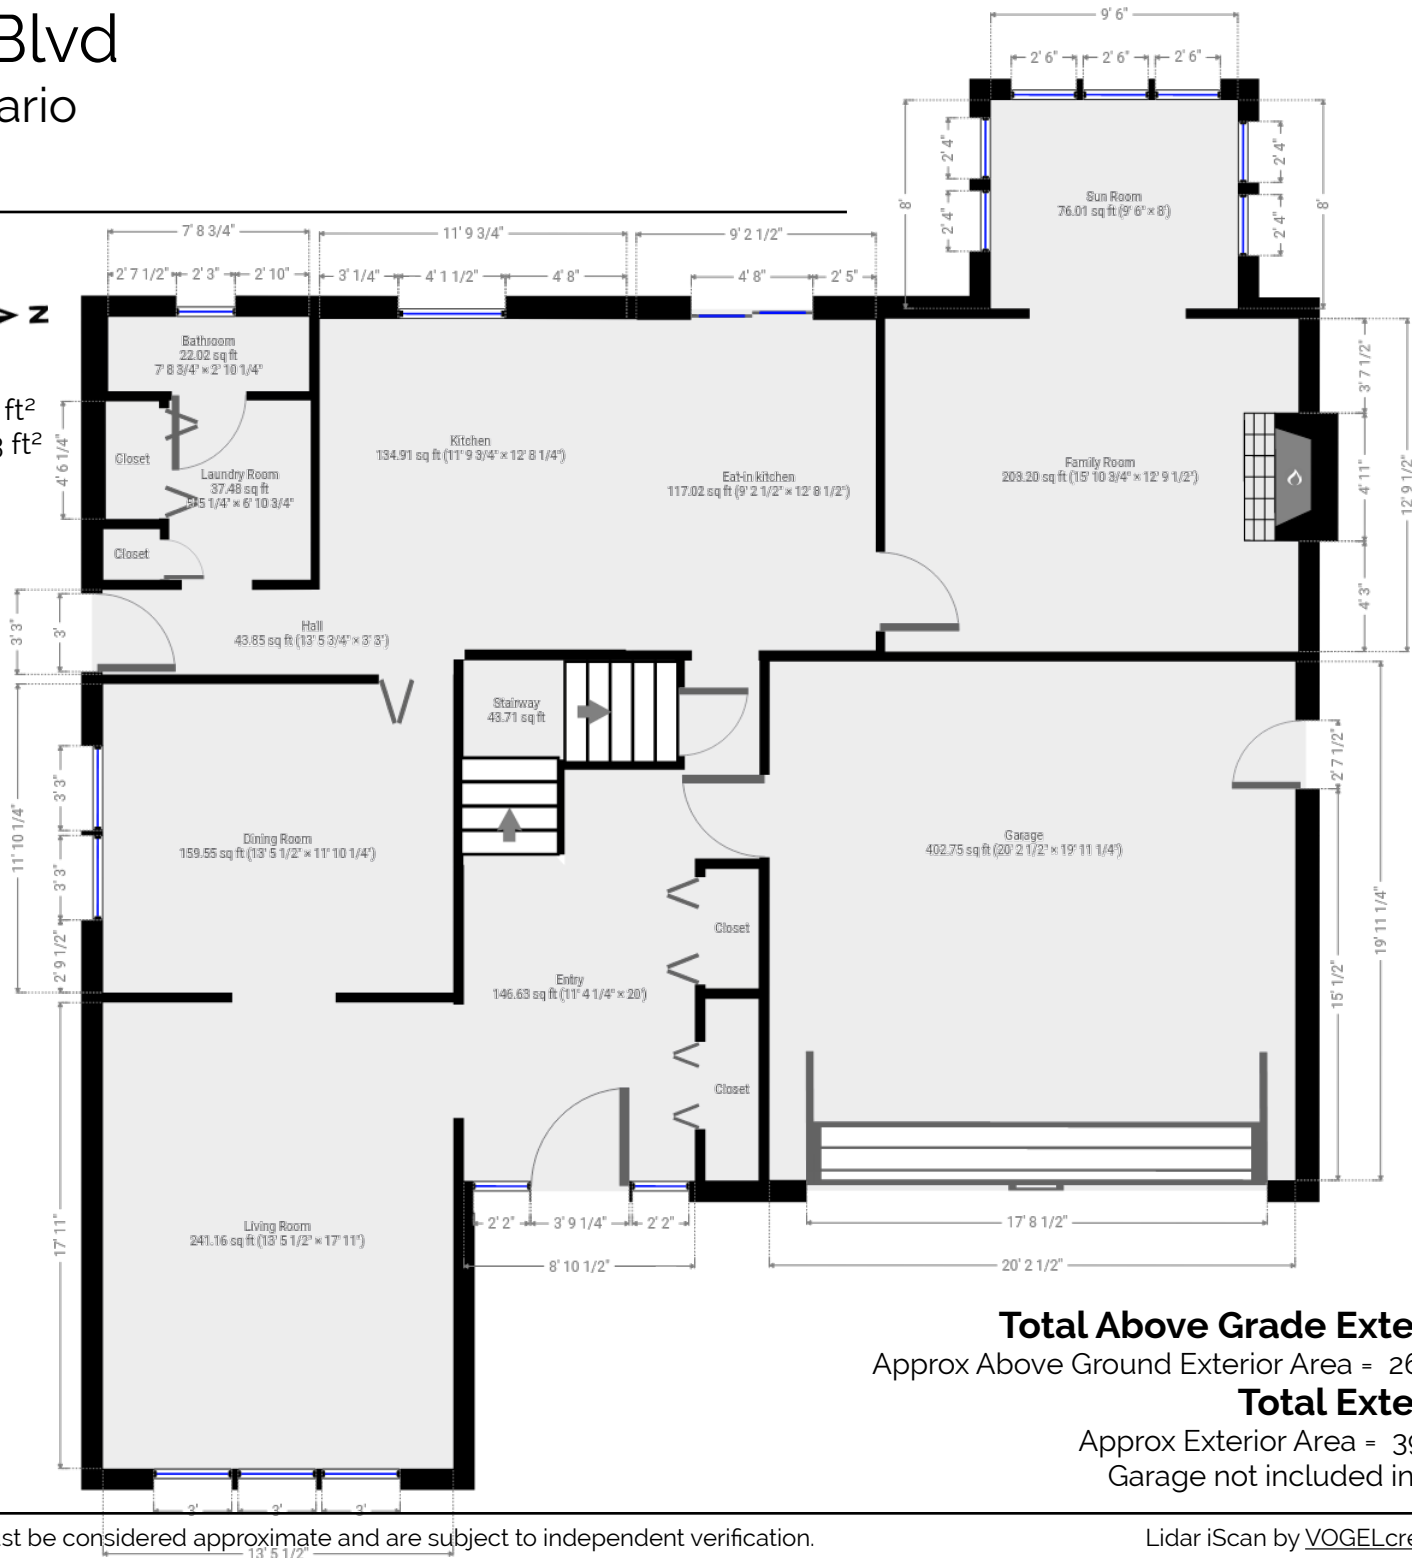 Blvd
ario
9' 6"
2' 6"
2' 6"
2' 6"
2' 4"
2' 4"
2' 4"
2' 4"
8'
8'
Sun Room
76.01 sq ft (9' 6" × 8')
7' 8 3/4"
11' 9 3/4"
9' 2 1/2"
2' 7 1/2"
2' 3"
2' 10"
3' 1/4"
4' 1 1/2"
4' 8"
4' 8"
2' 5"
N
ft²
3 ft²
Bathroom
22.02 sq ft
7' 8 3/4" × 2' 10 1/4"
4' 6 1/4"
Closet
Laundry Room
37.48 sq ft
5 1/4" × 6' 10 3/4"
Closet
Kitchen
134.91 sq ft (11' 9 3/4" × 12' 8 1/4")
Eat-in kitchen
117.02 sq ft (9' 2 1/2" × 12' 8 1/2")
Family Room
203.20 sq ft (15' 10 3/4" × 12' 9 1/2")
3' 7 1/2"
4' 11"
4' 3"
12' 9 1/2"
3' 3"
3'
Hall
43.85 sq ft (13' 5 3/4" × 3' 3")
Stairway
43.71 sq ft
2' 7 1/2"
11' 10 1/4"
3' 3"
3' 3"
2' 9 1/2"
Dining Room
159.55 sq ft (13' 5 1/2" × 11' 10 1/4")
Garage
402.75 sq ft (20' 2 1/2" × 19' 11 1/4")
19' 11 1/4"
15' 1/2"
Closet
Entry
146.63 sq ft (11' 4 1/4" × 20')
Closet
17' 11"
Living Room
241.16 sq ft (13' 5 1/2" × 17' 11")
2' 2"
3' 9 1/4"
2' 2"
8' 10 1/2"
17' 8 1/2"
20' 2 1/2"
Total Above Grade Exte
Approx Above Ground Exterior Area = 26
Total Exte
Approx Exterior Area = 39
Garage not included in
3'
3'
3'
st be considered approximate and are subject to independent verification.
Lidar iScan by VOGELcre
13' 5 1/2"